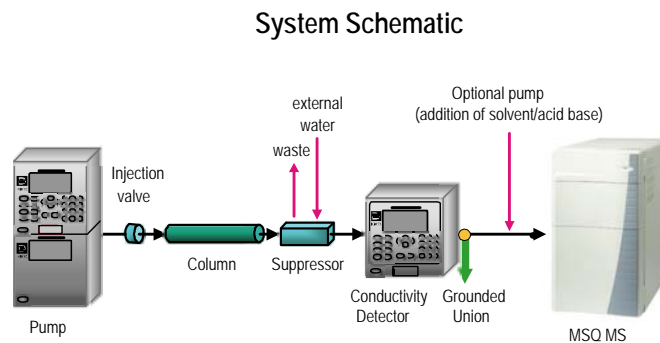 System Schematic
Optional pump
(addition of solvent/acid base)
external
water
waste
Injection
valve
Column
Suppressor
Conductivity
Detector
Grounded
Union
Pump
MSQ MS